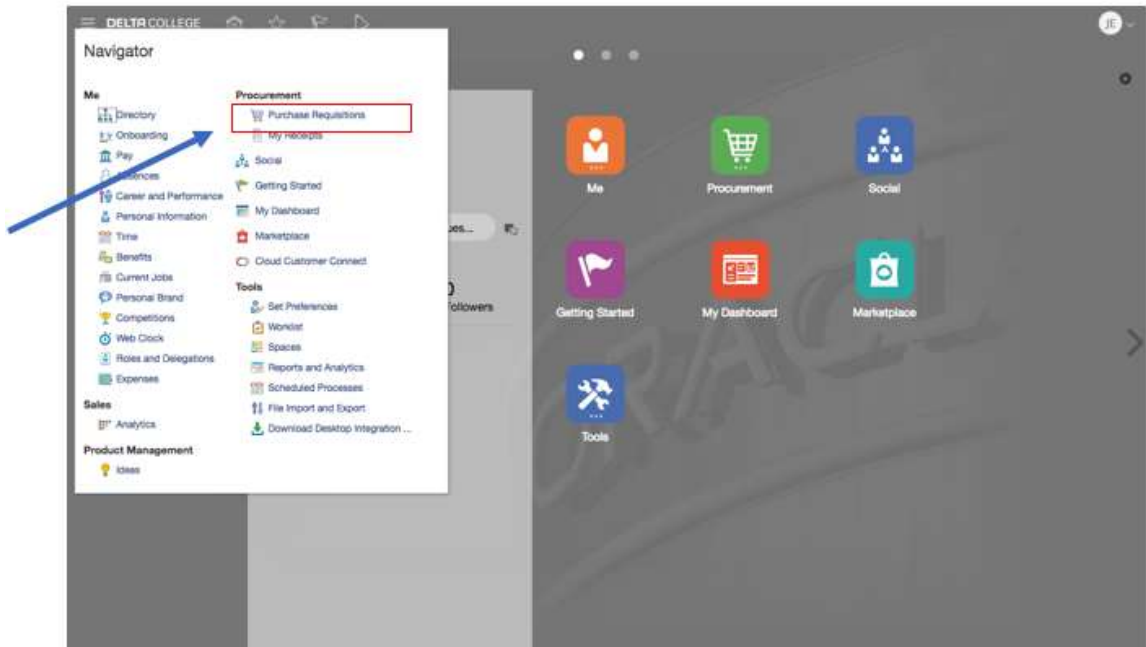 DELTA COLLEGE
JE
Navigator
Me
Directory
Onboarding
Pay
Absences
Career and Performance
Personal Information
Time
Benefits
Current Jobs
Personal Brand
Competitions
Web Clock
Roles and Delegations
Expenses
Sales
Analytics
Product Management
Ideas
Procurement
Purchase Requisitions
My Receipts
Social
Getting Started
My Dashboard
Marketplace
Cloud Customer Connect
Tools
Set Preferences
Worklist
Spaces
Reports and Analytics
Scheduled Processes
File Import and Export
Download Desktop Integration ...
ues...
Followers
Me
Procurement
Social
Getting Started
My Dashboard
Marketplace
Tools
ORACL